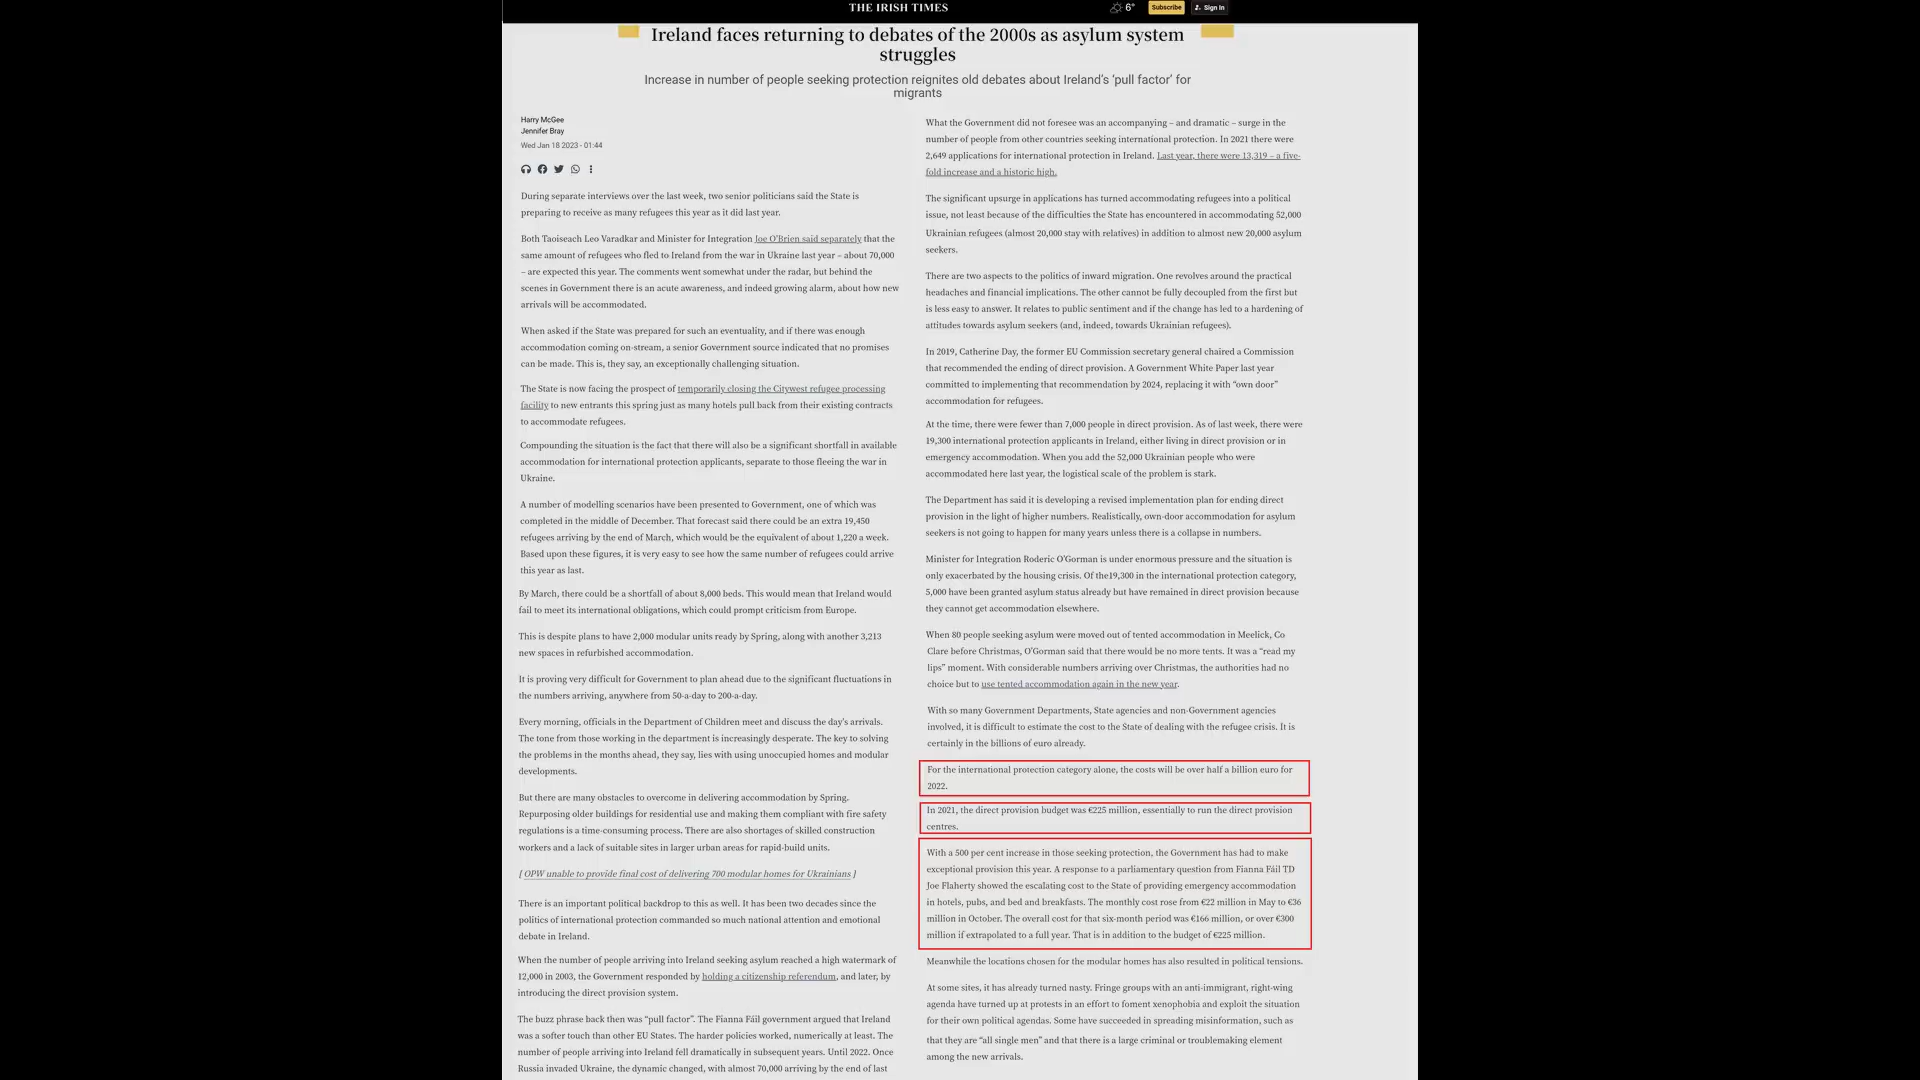 THE IRISH TIMES
6°
Subscribe
Sign In
Ireland faces returning to debates of the 2000s as asylum system
struggles
Increase in number of people seeking protection reignites old debates about Ireland's 'pull factor' for
migrants
Harry McGee
Jennifer Bray
Wed Jan 18 2023 - 01:44
During separate interviews over the last week, two senior politicians said the State is
preparing to receive as many refugees this year as it did last year.
Both Taoiseach Leo Varadkar and Minister for Integration Joe O'Brien said separately that the
same amount of refugees who fled to Ireland from the war in Ukraine last year – about 70,000
– are expected this year. The comments went somewhat under the radar, but behind the
scenes in Government there is an acute awareness, and indeed growing alarm, about how new
arrivals will be accommodated.
When asked if the State was prepared for such an eventuality, and if there was enough
accommodation coming on-stream, a senior Government source indicated that no promises
can be made. This is, they say, an exceptionally challenging situation.
The State is now facing the prospect of temporarily closing the Citywest refugee processing
facility to new entrants this spring just as many hotels pull back from their existing contracts
to accommodate refugees.
Compounding the situation is the fact that there will also be a significant shortfall in available
accommodation for international protection applicants, separate to those fleeing the war in
Ukraine.
A number of modelling scenarios have been presented to Government, one of which was
completed in the middle of December. That forecast said there could be an extra 19,450
refugees arriving by the end of March, which would be the equivalent of about 1,220 a week.
Based upon these figures, it is very easy to see how the same number of refugees could arrive
this year as last.
By March, there could be a shortfall of about 8,000 beds. This would mean that Ireland would
fail to meet its international obligations, which could prompt criticism from Europe.
This is despite plans to have 2,000 modular units ready by Spring, along with another 3,213
new spaces in refurbished accommodation.
It is proving very difficult for Government to plan ahead due to the significant fluctuations in
the numbers arriving, anywhere from 50-a-day to 200-a-day.
Every morning, officials in the Department of Children meet and discuss the day's arrivals.
The tone from those working in the department is increasingly desperate. The key to solving
the problems in the months ahead, they say, lies with using unoccupied homes and modular
developments.
But there are many obstacles to overcome in delivering accommodation by Spring.
Repurposing older buildings for residential use and making them compliant with fire safety
regulations is a time-consuming process. There are also shortages of skilled construction
workers and a lack of suitable sites in larger urban areas for rapid-build units.
[ OPW unable to provide final cost of delivering 700 modular homes for Ukrainians ]
There is an important political backdrop to this as well. It has been two decades since the
politics of international protection commanded so much national attention and emotional
debate in Ireland.
When the number of people arriving into Ireland seeking asylum reached a high watermark of
12,000 in 2003, the Government responded by holding a citizenship referendum, and later, by
introducing the direct provision system.
The buzz phrase back then was “pull factor”. The Fianna Fáil government argued that Ireland
was a softer touch than other EU States. The harder policies worked, numerically at least. The
number of people arriving into Ireland fell dramatically in subsequent years. Until 2022. Once
Russia invaded Ukraine, the dynamic changed, with almost 70,000 arriving by the end of last
What the Government did not foresee was an accompanying – and dramatic – surge in the
number of people from other countries seeking international protection. In 2021 there were
2,649 applications for international protection in Ireland. Last year, there were 13,319 – a five-
fold increase and a historic high.
The significant upsurge in applications has turned accommodating refugees into a political
issue, not least because of the difficulties the State has encountered in accommodating 52,000
Ukrainian refugees (almost 20,000 stay with relatives) in addition to almost new 20,000 asylum
seekers.
There are two aspects to the politics of inward migration. One revolves around the practical
headaches and financial implications. The other cannot be fully decoupled from the first but
is less easy to answer. It relates to public sentiment and if the change has led to a hardening of
attitudes towards asylum seekers (and, indeed, towards Ukrainian refugees).
In 2019, Catherine Day, the former EU Commission secretary general chaired a Commission
that recommended the ending of direct provision. A Government White Paper last year
committed to implementing that recommendation by 2024, replacing it with “own door”
accommodation for refugees.
At the time, there were fewer than 7,000 people in direct provision. As of last week, there were
19,300 international protection applicants in Ireland, either living in direct provision or in
emergency accommodation. When you add the 52,000 Ukrainian people who were
accommodated here last year, the logistical scale of the problem is stark.
The Department has said it is developing a revised implementation plan for ending direct
provision in the light of higher numbers. Realistically, own-door accommodation for asylum
seekers is not going to happen for many years unless there is a collapse in numbers.
Minister for Integration Roderic O'Gorman is under enormous pressure and the situation is
only exacerbated by the housing crisis. Of the19,300 in the international protection category,
5,000 have been granted asylum status already but have remained in direct provision because
they cannot get accommodation elsewhere.
When 80 people seeking asylum were moved out of tented accommodation in Meelick, Co
Clare before Christmas, O'Gorman said that there would be no more tents. It was a “read my
lips” moment. With considerable numbers arriving over Christmas, the authorities had no
choice but to use tented accommodation again in the new year.
With so many Government Departments, State agencies and non-Government agencies
involved, it is difficult to estimate the cost to the State of dealing with the refugee crisis. It is
certainly in the billions of euro already.
For the international protection category alone, the costs will be over half a billion euro for
2022.
In 2021, the direct provision budget was €225 million, essentially to run the direct provision
centres.
With a 500 per cent increase in those seeking protection, the Government has had to make
exceptional provision this year. A response to a parliamentary question from Fianna Fáil TD
Joe Flaherty showed the escalating cost to the State of providing emergency accommodation
in hotels, pubs, and bed and breakfasts. The monthly cost rose from €22 million in May to €36
million in October. The overall cost for that six-month period was €166 million, or over €300
million if extrapolated to a full year. That is in addition to the budget of €225 million.
Meanwhile the locations chosen for the modular homes has also resulted in political tensions.
At some sites, it has already turned nasty. Fringe groups with an anti-immigrant, right-wing
agenda have turned up at protests in an effort to foment xenophobia and exploit the situation
for their own political agendas. Some have succeeded in spreading misinformation, such as
that they are “all single men” and that there is a large criminal or troublemaking element
among the new arrivals.